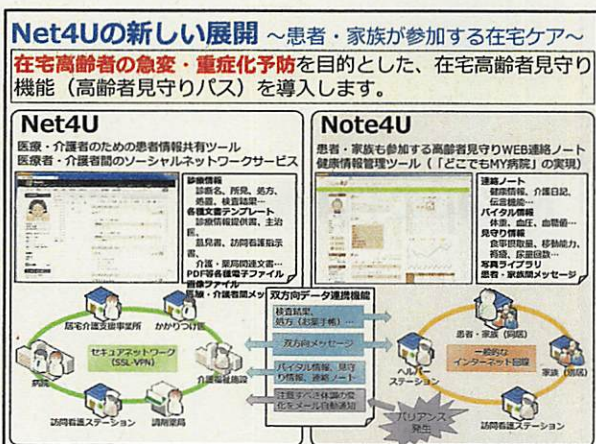 Net4Uの新しい展開 ～患者・家族が参加する在宅ケア～
在宅高齢者の急変・重症化予防を目的とした、在宅高齢者見守り
機能（高齢者見守りパス）を導入します。
Net4U
医療・介護者のための患者情報共有ツール
医療者・介護者間のソーシャルネットワークサービス
診療情報
診断名、所見、処方、
処置、検査結果…
各種文書テンプレート
診療情報提供書、主治
医
意見書、訪問看護指示
書、
介護・薬局関連文書…
PDF等各種電子ファイル
画像ファイル
医療・介護者間メッ
Note4U
患者・家族も参加する高齢者見守りWEB連絡ノート
健康情報管理ツール（「どこでもMY病院」の実現）
連絡ノート
健康情報、介護日記、
伝言機能…
バイタル情報
体重、血圧、血糖値…
見守り情報
食事摂取量、移動能力、
褥瘡、尿量回数…
写真ライブラリ
患者・家族間メッセージ
双方向データ連携機能
検査結果、
処方（お薬手帳）…
双方向メッセージ
バイタル情報、見守
り情報、連絡ノート
注意すべき体調の変
化をメール自動通知
居宅介護支援事業所
かかりつけ医
セキュアネットワーク
（SSL-VPN）
病院
介護福祉施設
訪問看護ステーション
調剤薬局
患者・家族（同居）
一般的な
インターネット回線
ヘルパー
ステーション
家族（別居）
バリアンス
発生
訪問看護ステーション